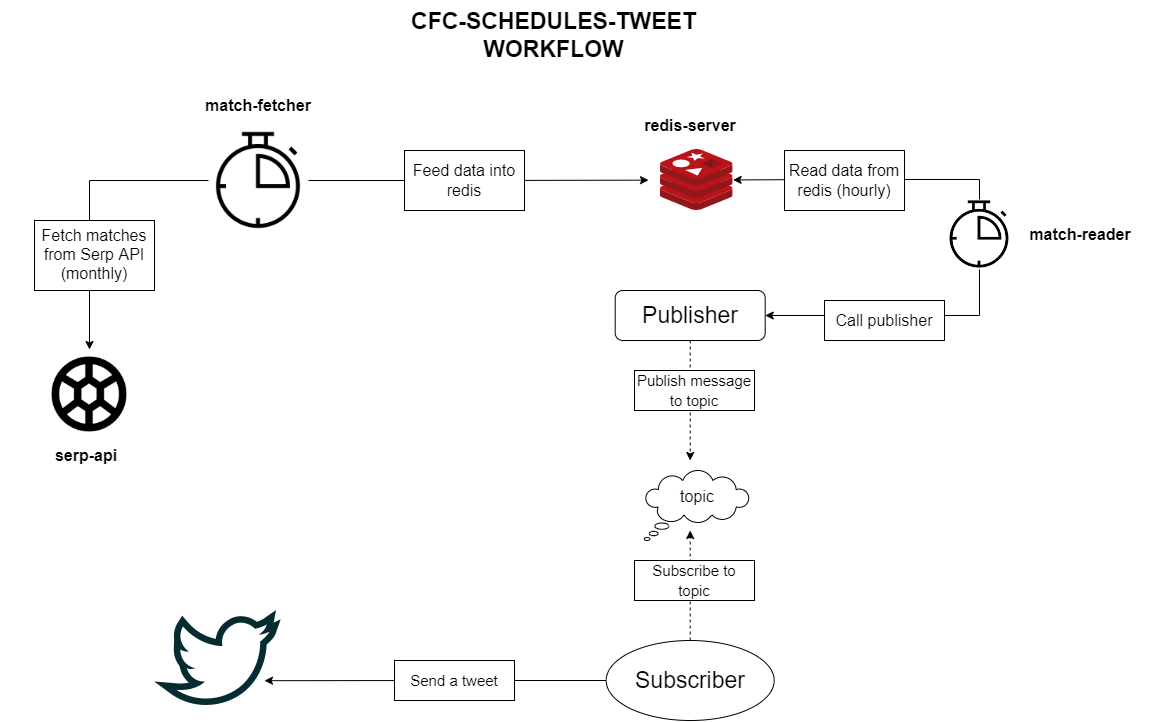 CFC-SCHEDULES-TWEET
WORKFLOW
match-fetcher
redis-server
Feed data into
redis
Read data from
redis (hourly)
Fetch matches
from Serp API
(monthly)
match-reader
Publisher
Call publisher
Publish message
to topic
serp-api
topic
Subscribe to
topic
Send a tweet
Subscriber